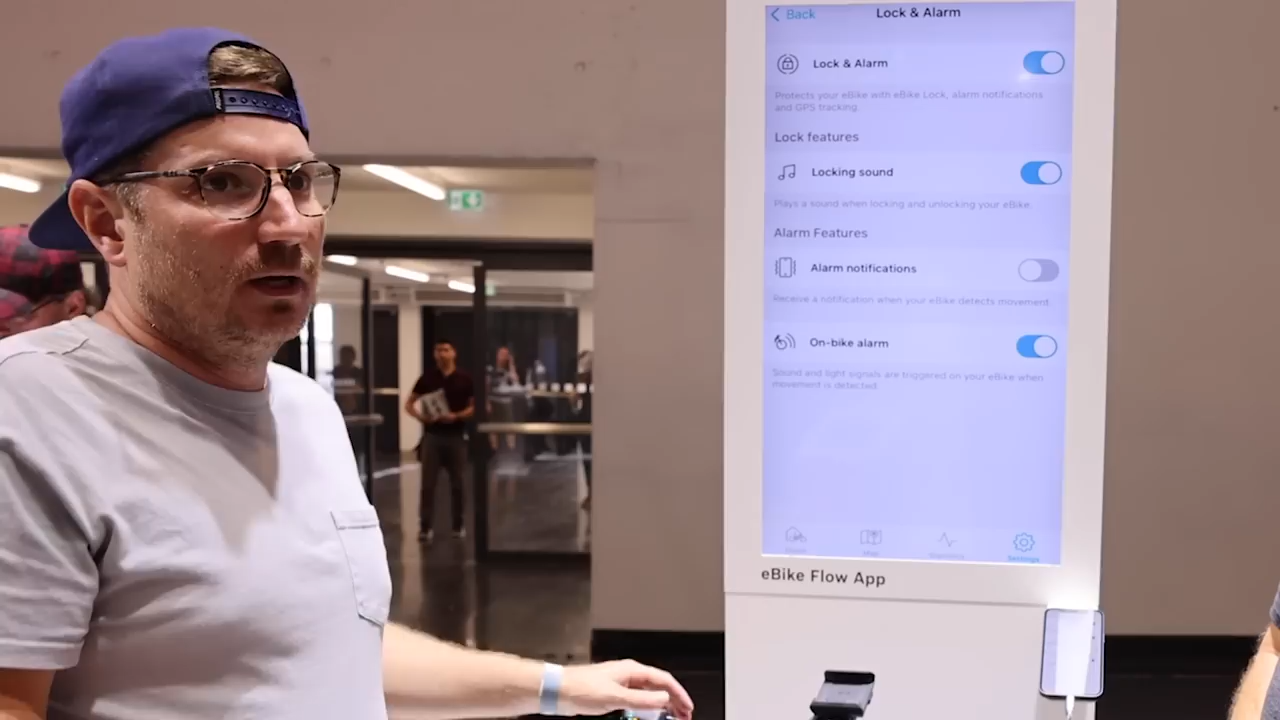 Back
Lock & Alarm
Lock & Alarm
Protects your eBike with eBike Lock, alarm notifications
and GPS tracking.
Lock features
Locking sound
Plays a sound when locking and unlocking your eBike.
Alarm Features
Alarm notifications
Receive a notification when your eBike detects movement.
On-bike alarm
Sound and light signals are triggered on your eBike when
movement is detected.
Map
Settings
eBike Flow App